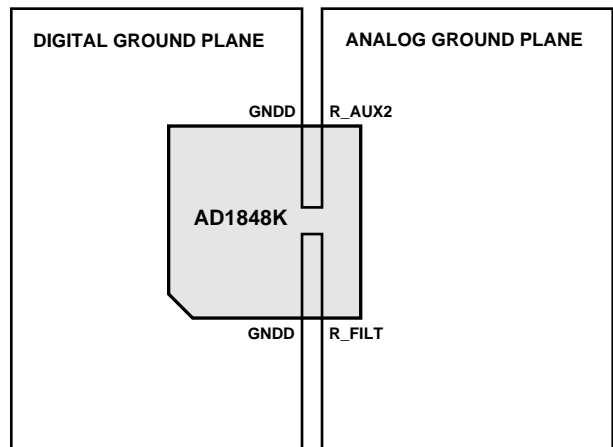 DIGITAL GROUND PLANE
ANALOG GROUND PLANE
GNDD
R_AUX2
AD1848K
GNDD
R_FILT